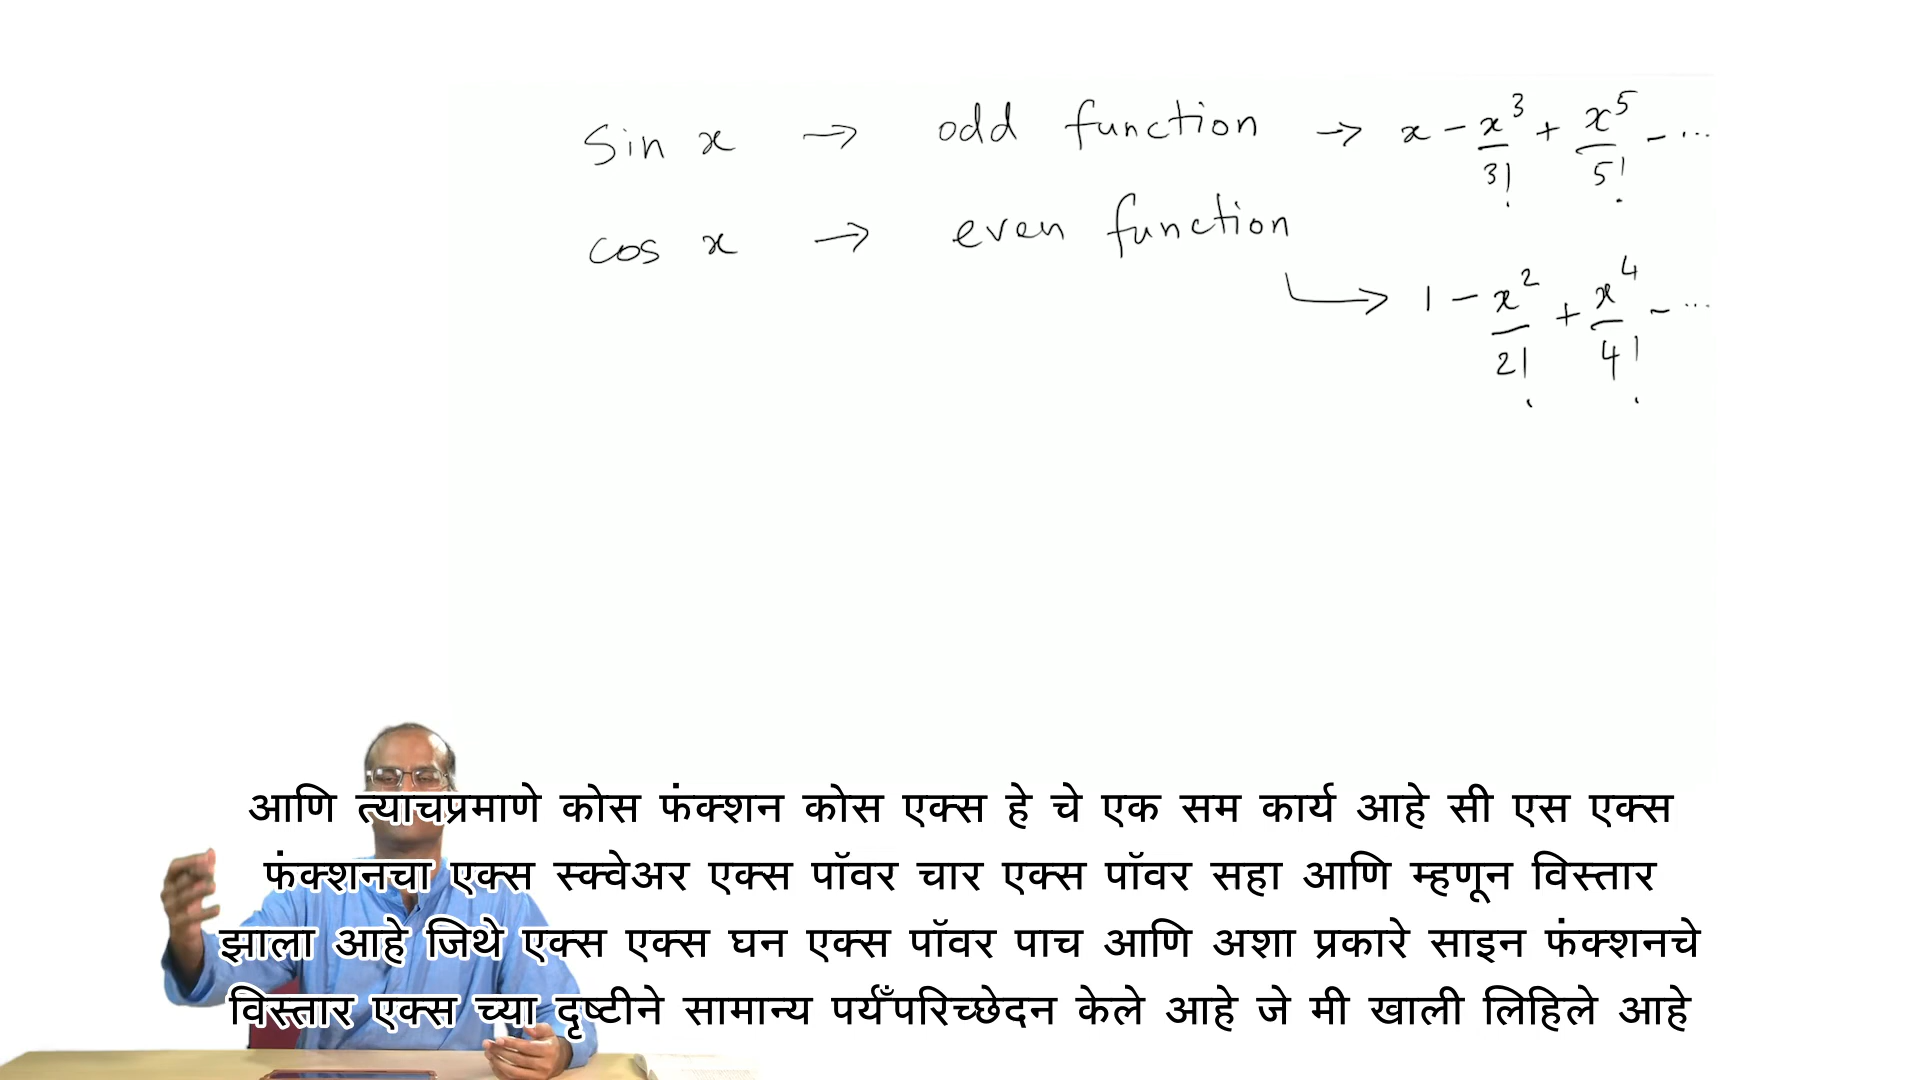 sin x → odd function → x - x³/3! + x⁵/5! - ...
cos x → even function
↳ 1 - x²/2! + x⁴/4! - ...
आणि त्याचप्रमाणे कोस फंक्शन कोस एक्स हे चे एक सम कार्य आहे सी एस एक्स
फंक्शनचा एक्स स्क्वेअर एक्स पॉवर चार एक्स पॉवर सहा आणि म्हणून विस्तार
झाला आहे जिथे एक्स एक्स घन एक्स पॉवर पाच आणि अशा प्रकारे साइन फंक्शनचे
विस्तार एक्स च्या दृष्टीने सामान्य पर्यँपरिच्छेदन केले आहे जे मी खाली लिहिले आहे